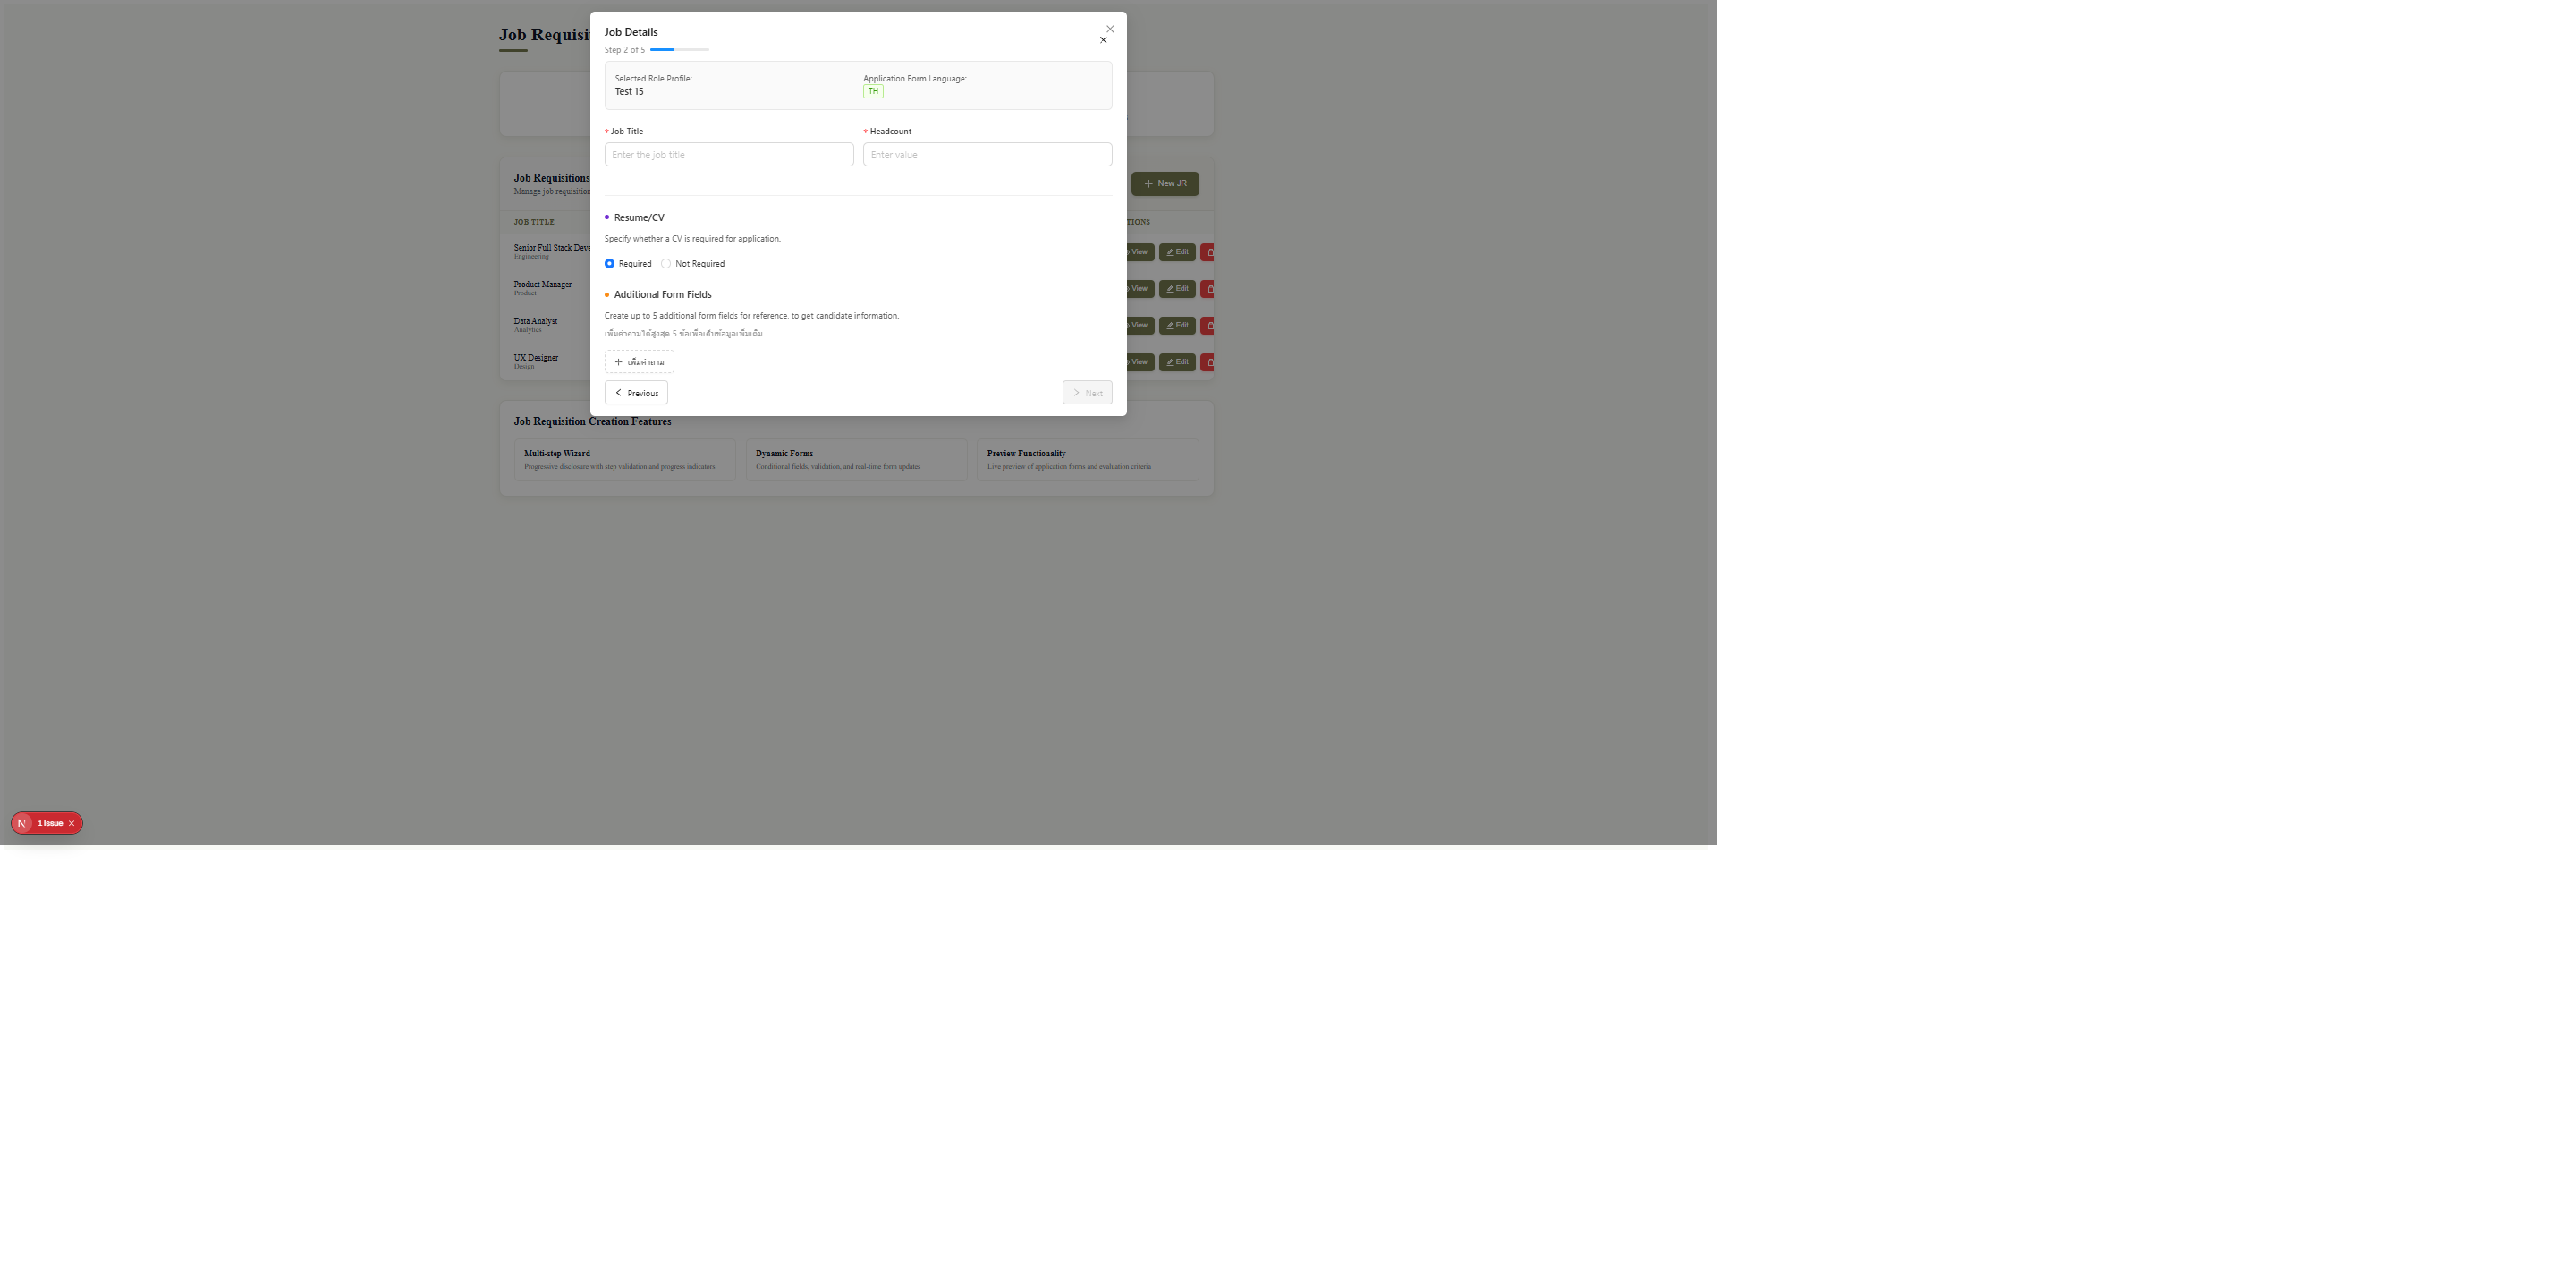 Job Requisi
Job Details
Step 2 of 5
Selected Role Profile:
Test 15
Application Form Language:
TH
* Job Title
Enter the job title
* Headcount
Enter value
Job Requisitions
Manage job requisition
New JR
JOB TITLE
TIONS
Resume/CV
Specify whether a CV is required for application.
Required
Not Required
Senior Full Stack Deve
Engineering
View
Edit
Product Manager
Product
View
Edit
Additional Form Fields
Create up to 5 additional form fields for reference, to get candidate information.
เพิ่มคำถามได้สูงสุด 5 ข้อเพื่อเก็บข้อมูลเพิ่มเติม
เพิ่มคำถาม
Data Analyst
Analytics
View
Edit
UX Designer
Design
View
Edit
Previous
Next
Job Requisition Creation Features
Multi-step Wizard
Progressive disclosure with step validation and progress indicators
Dynamic Forms
Conditional fields, validation, and real-time form updates
Preview Functionality
Live preview of application forms and evaluation criteria
N
1 Issue